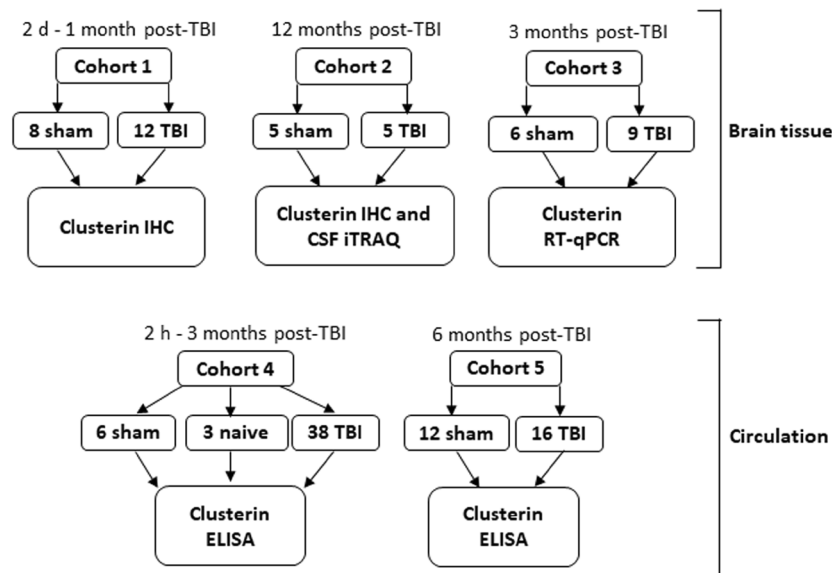 2 d - 1 month post-TBI
Cohort 1
8 sham
12 TBI
Clusterin IHC
12 months post-TBI
Cohort 2
5 sham
5 TBI
Clusterin IHC and
CSF iTRAQ
3 months post-TBI
Cohort 3
6 sham
9 TBI
Clusterin
RT-qPCR
Brain tissue
2 h - 3 months post-TBI
Cohort 4
6 sham
3 naive
38 TBI
Clusterin
ELISA
6 months post-TBI
Cohort 5
12 sham
16 TBI
Clusterin
ELISA
Circulation